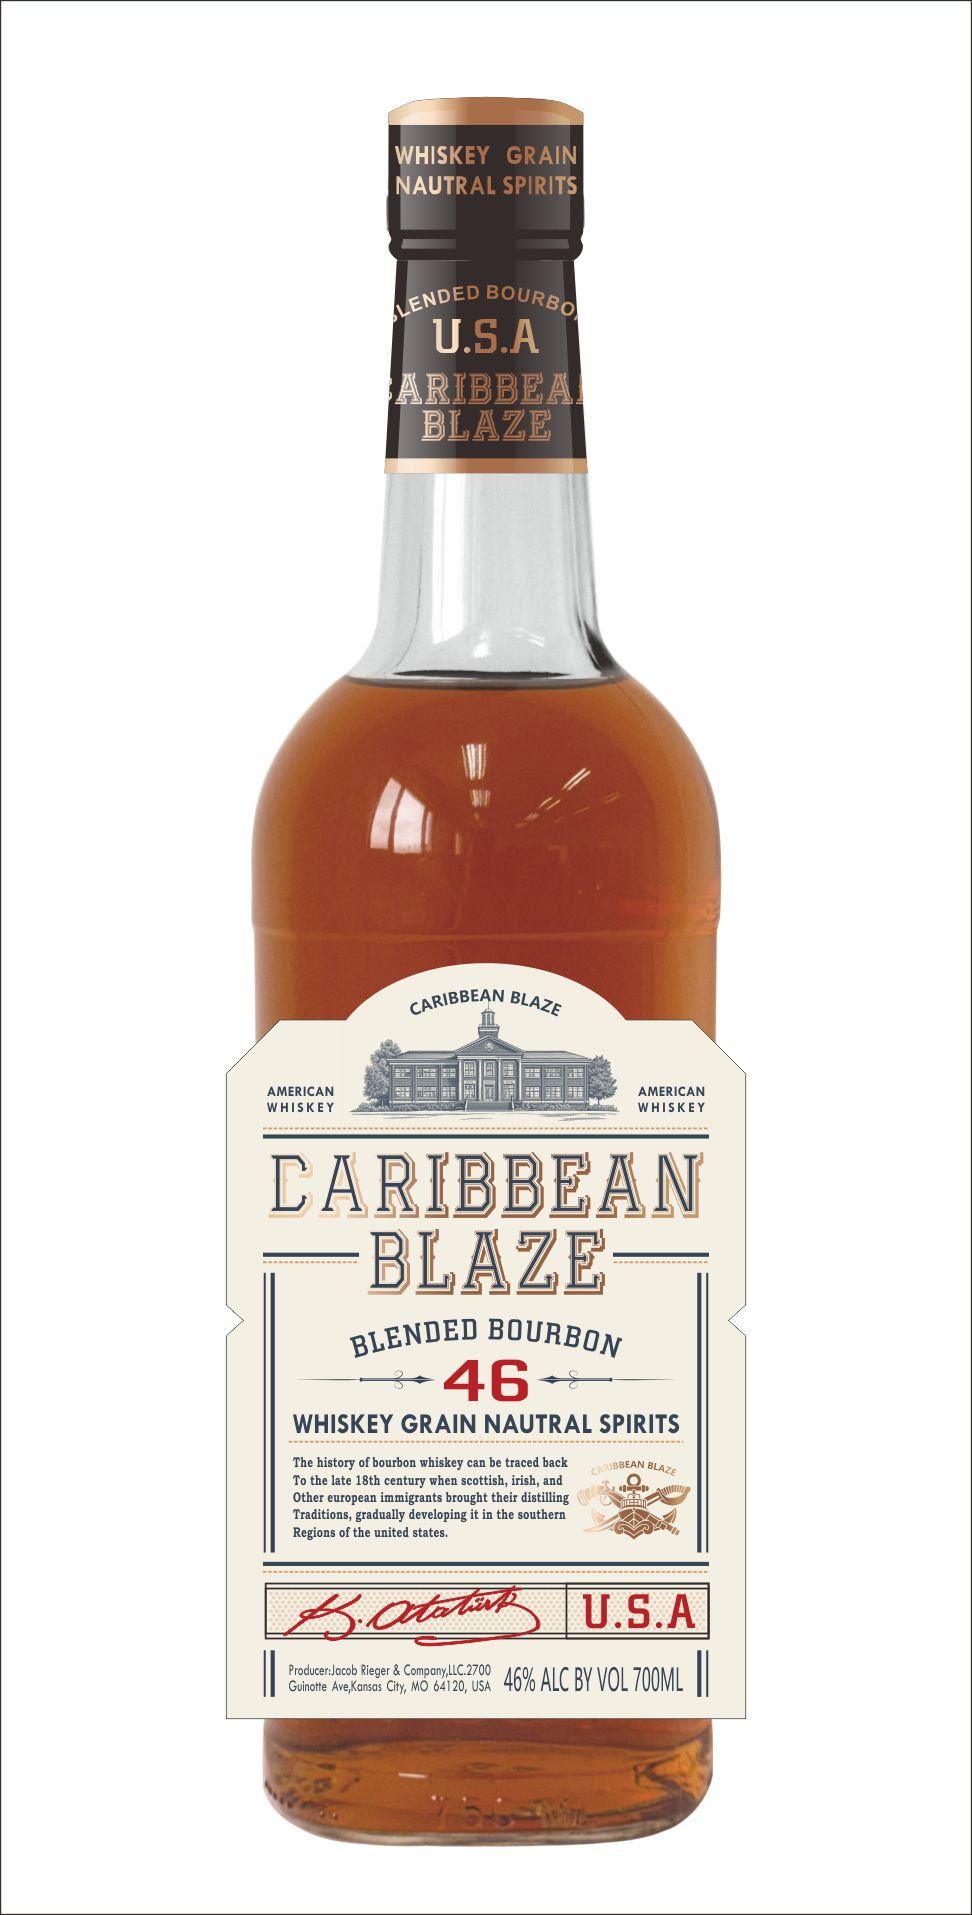 WHISKEY GRAIN
NAUTRAL SPIRITS
BLENDED BOURBON
U.S.A
CARIBBEAN
BLAZE
CARIBBEAN BLAZE
AMERICAN
WHISKEY
AMERICAN
WHISKEY
CARIBBEAN
BLAZE
BLENDED BOURBON
46
WHISKEY GRAIN NAUTRAL SPIRITS
The history of bourbon whiskey can be traced back
To the late 18th century when scottish, irish, and
Other european immigrants brought their distilling
Traditions, gradually developing it in the southern
Regions of the united states.
CARIBBEAN BLAZE
K. Atatürk
U.S.A
Producer:Jacob Rieger & Company,LLC.2700
Guinotte Ave,Kansas City, MO 64120, USA
46% ALC BY VOL 700ML